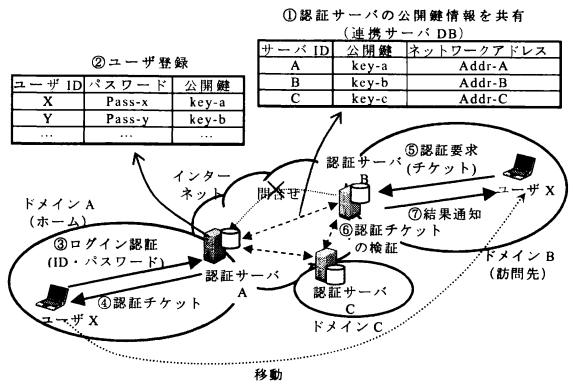 ①認証サーバの公開鍵情報を共有
(連携サーバDB)
サーバID 公開鍵 ネットワークアドレス
A key-a Addr-A
B key-b Addr-B
C key-c Addr-C
②ユーザ登録
ユーザID パスワード 公開鍵
X Pass-x key-a
Y Pass-y key-b
… … …
インター
ネット
問合せ
認証サーバ
B
⑤認証要求
(チケット)
ユーザX
⑦結果通知
ドメインA
(ホーム)
⑥認証チケット
の検証
ドメインB
(訪問先)
③ログイン認証
(ID・パスワード)
認証サーバ
A
④認証チケット
ユーザX
認証サーバ
C
ドメインC
移動